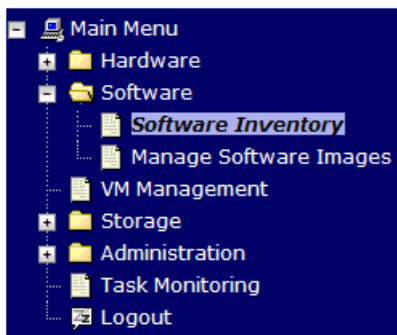 Main Menu
Hardware
Software
Software Inventory
Manage Software Images
VM Management
Storage
Administration
Task Monitoring
Logout